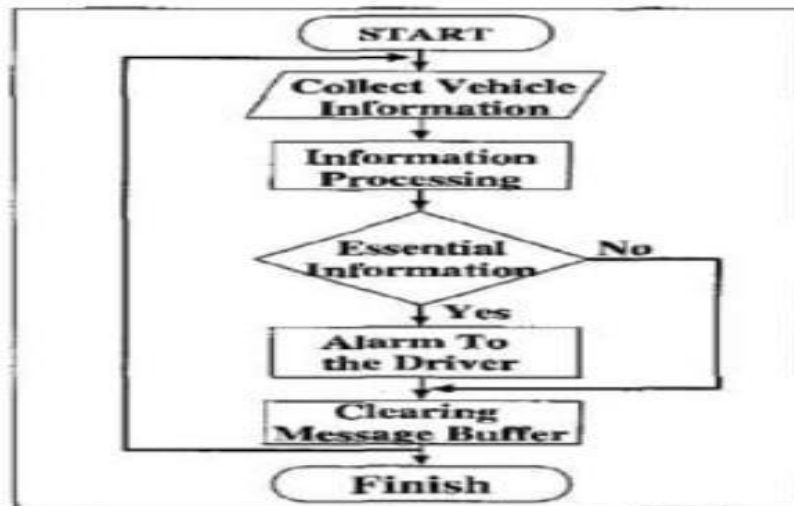 START
Collect Vehicle
Information
Information
Processing
Essential
Information
No
Yes
Alarm To
the Driver
Clearing
Message Buffer
Finish